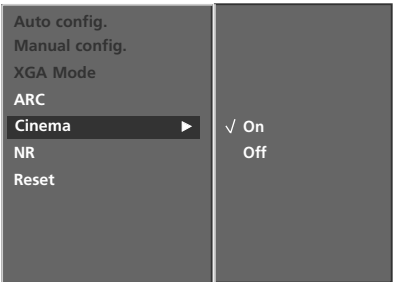 Auto config.
Manual config.
XGA Mode
ARC
Cinema ► √ On
NR Off
Reset